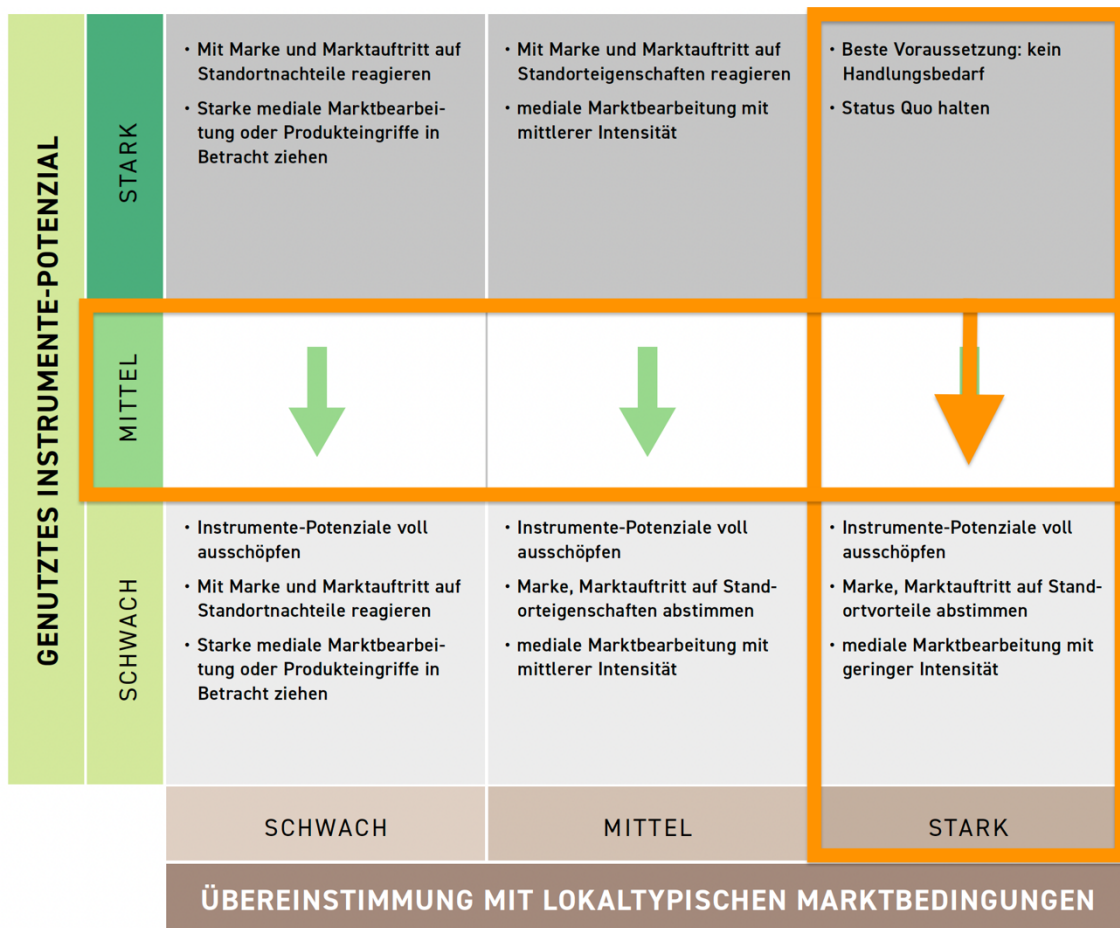 GENUTZTES INSTRUMENTE-POTENZIAL
STARK
• Mit Marke und Marktauftritt auf
Standortnachteile reagieren
• Starke mediale Marktbearbei-
tung oder Produkteingriffe in
Betracht ziehen
• Mit Marke und Marktauftritt auf
Standorteigenschaften reagieren
• mediale Marktbearbeitung mit
mittlerer Intensität
• Beste Voraussetzung: kein
Handlungsbedarf
• Status Quo halten
MITTEL
SCHWACH
• Instrumente-Potenziale voll
ausschöpfen
• Mit Marke und Marktauftritt auf
Standortnachteile reagieren
• Starke mediale Marktbearbei-
tung oder Produkteingriffe in
Betracht ziehen
• Instrumente-Potenziale voll
ausschöpfen
• Marke, Marktauftritt auf Stand-
orteigenschaften abstimmen
• mediale Marktbearbeitung mit
mittlerer Intensität
• Instrumente-Potenziale voll
ausschöpfen
• Marke, Marktauftritt auf Stand-
ortvorteile abstimmen
• mediale Marktbearbeitung mit
geringer Intensität
SCHWACH
MITTEL
STARK
ÜBEREINSTIMMUNG MIT LOKALTYPISCHEN MARKTBEDINGUNGEN